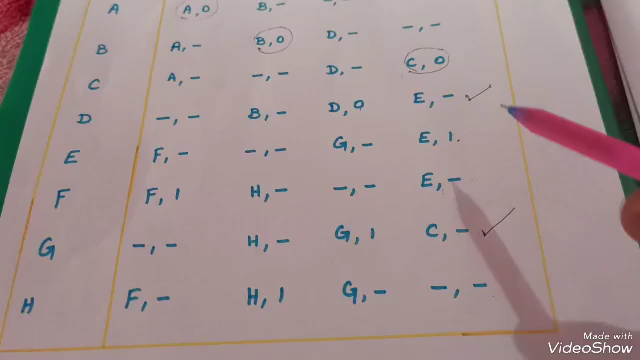 A A,0 B,-
B A,- B,0 D,- -,-
C A,- -,- D,- C,0
D -,- B,- D,0 E,-
E F,- -,- G,- E,1.
F F,1 H,- -,- E,-
G -,- H,- G,1 C,-
H F,- H,1 G,- -,-
Made with
VideoShow